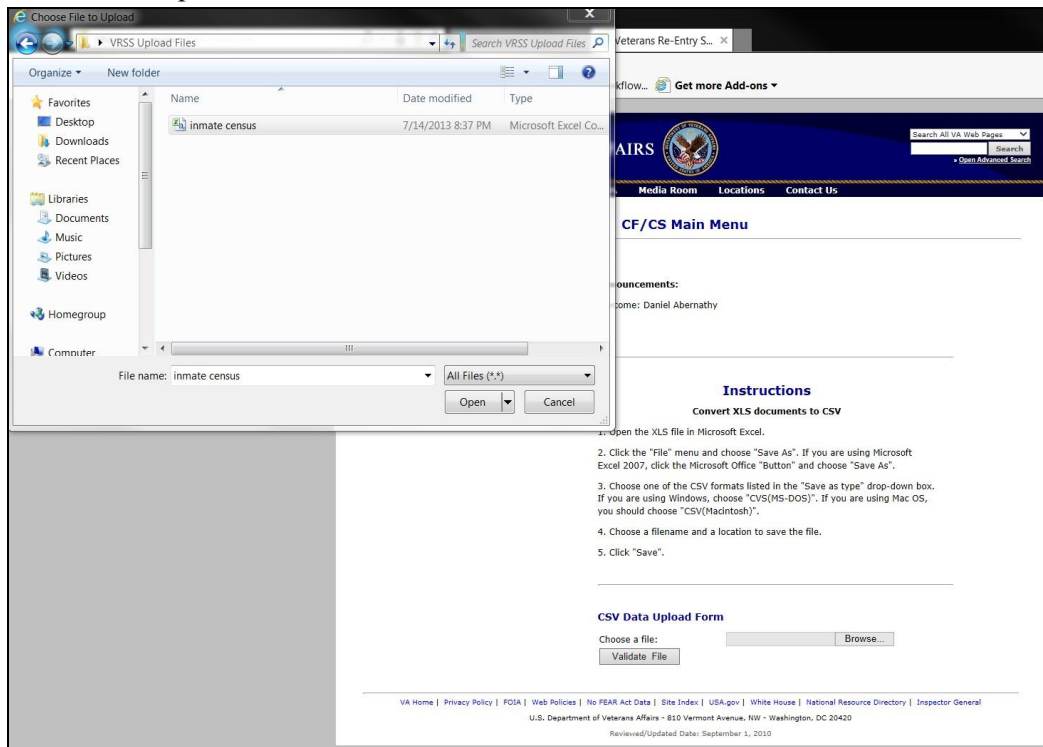 Choose File to Upload
VRSS Upload Files
Search VRSS Upload Files
Organize
New folder
Favorites
Desktop
Downloads
Recent Places
Libraries
Documents
Music
Pictures
Videos
Homegroup
Computer
Name
Date modified
Type
inmate census
7/14/2013 8:37 PM
Microsoft Excel Co...
File name: inmate census
All Files (*.*)
Open
Cancel
Veterans Re-Entry S...
kflow...
Get more Add-ons
AIRS
Search All VA Web Pages
Search
» Open Advanced Search
Media Room Locations Contact Us
CF/CS Main Menu
ouncements:
come: Daniel Abernathy
Instructions
Convert XLS documents to CSV
1. Open the XLS file in Microsoft Excel.
2. Click the "File" menu and choose "Save As". If you are using Microsoft
Excel 2007, click the Microsoft Office "Button" and choose "Save As".
3. Choose one of the CSV formats listed in the "Save as type" drop-down box.
If you are using Windows, choose "CVS(MS-DOS)". If you are using Mac OS,
you should choose "CSV(Macintosh)".
4. Choose a filename and a location to save the file.
5. Click "Save".
CSV Data Upload Form
Choose a file:
Browse...
Validate File
VA Home | Privacy Policy | FOIA | Web Policies | No FEAR Act Data | Site Index | USA.gov | White House | National Resource Directory | Inspector General
U.S. Department of Veterans Affairs - 810 Vermont Avenue, NW - Washington, DC 20420
Reviewed/Updated Date: September 1, 2010